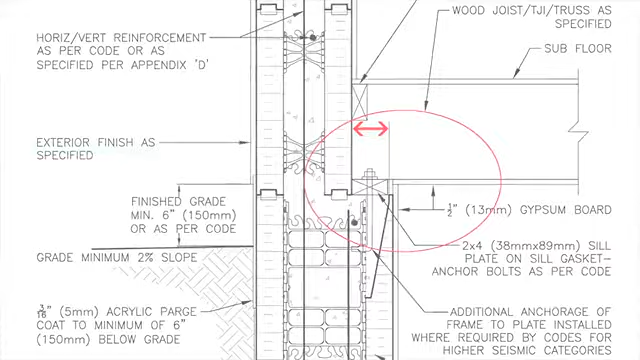 HORIZ/VERT REINFORCEMENT
AS PER CODE OR AS
SPECIFIED PER APPENDIX 'D'
EXTERIOR FINISH AS
SPECIFIED
FINISHED GRADE
MIN. 6" (150mm)
OR AS PER CODE
GRADE MINIMUM 2% SLOPE
3/16" (5mm) ACRYLIC PARGE
COAT TO MINIMUM OF 6"
(150mm) BELOW GRADE
WOOD JOIST/TJI/TRUSS AS
SPECIFIED
SUB FLOOR
1/2" (13mm) GYPSUM BOARD
2x4 (38mmx89mm) SILL
PLATE ON SILL GASKET-
ANCHOR BOLTS AS PER CODE
ADDITIONAL ANCHORAGE OF
FRAME TO PLATE INSTALLED
WHERE REQUIRED BY CODES FOR
HIGHER SEISMIC CATEGORIES